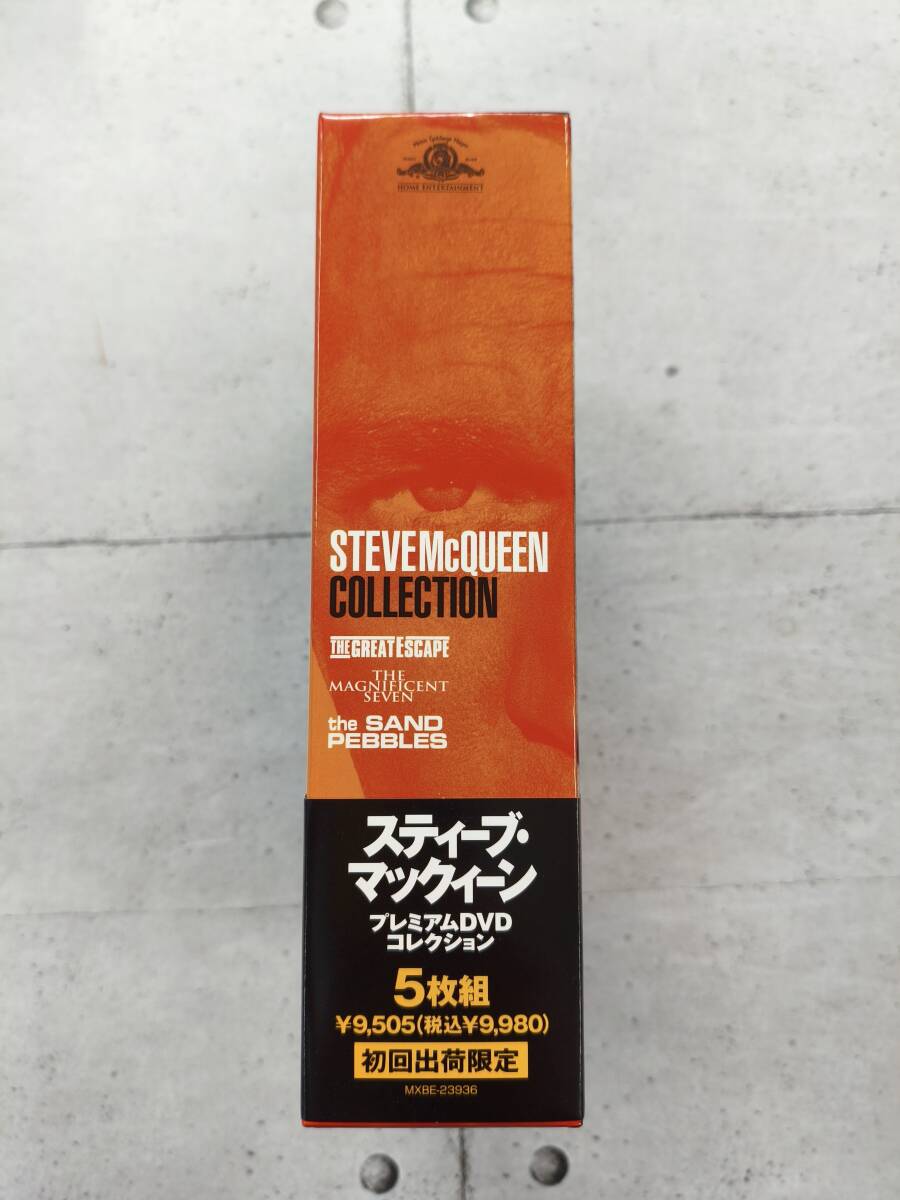 HOME ENTERTAINMENT
STEVE McQUEEN
COLLECTION
THE GREAT ESCAPE
THE
MAGNIFICENT
SEVEN
the SAND
PEBBLES
スティーブ・
マックィーン
プレミアムDVD
コレクション
5枚組
¥9,505(税込¥9,980)
初回出荷限定
MXBE-23936